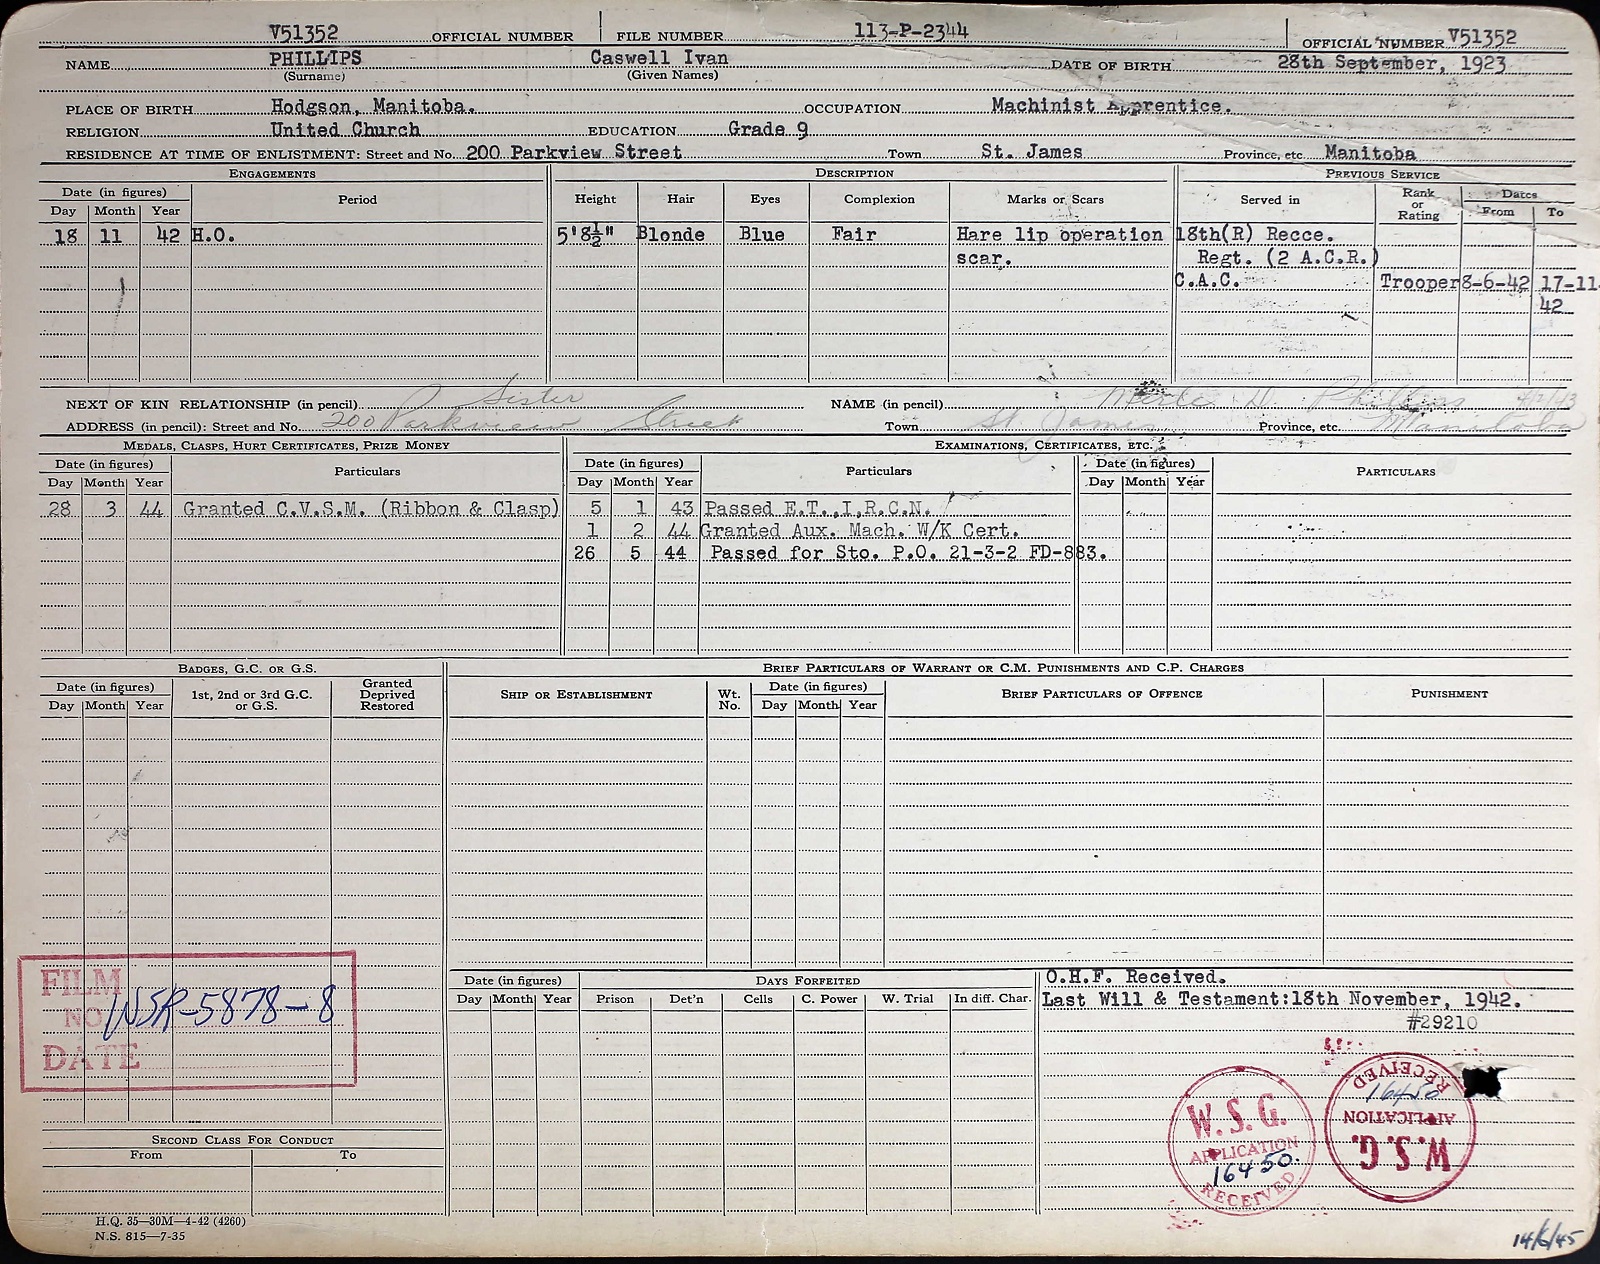 V51352 OFFICIAL NUMBER FILE NUMBER 113-P-2344 OFFICIAL NUMBER V51352
NAME PHILLIPS Caswell Ivan DATE OF BIRTH 28th September, 1923
(Surname) (Given Names)
PLACE OF BIRTH Hodgson, Manitoba. OCCUPATION Machinist Apprentice.
RELIGION United Church EDUCATION Grade 9
RESIDENCE AT TIME OF ENLISTMENT: Street and No. 200 Parkview Street Town St. James Province, etc Manitoba
ENGAGEMENTS DESCRIPTION PREVIOUS SERVICE
Date (in figures) Period Height Hair Eyes Complexion Marks or Scars Served in Rank or Rating Dates
Day Month Year From To
18 11 42 H.O. 5'8½" Blonde Blue Fair Hare lip operation 18th(R) Recce.
scar. Regt. (2 A.C.R.)
C.A.C. Trooper 8-6-42 17-11-
42
NEXT OF KIN RELATIONSHIP (in pencil) Sister NAME (in pencil) Merle D. Phillips
ADDRESS (in pencil): Street and No. 200 Parkview Street Town St. James Province, etc. Manitoba
MEDALS, CLASPS, HURT CERTIFICATES, PRIZE MONEY EXAMINATIONS, CERTIFICATES, ETC.
Date (in figures) Particulars Date (in figures) Particulars Date (in figures) PARTICULARS
Day Month Year Day Month Year Day Month Year
28 3 44 Granted C.V.S.M. (Ribbon & Clasp) 5 1 43 Passed E.T.,I,R.C.N.
1 2 44 Granted Aux. Mach. W/K Cert.
26 5 44 Passed for Sto. P.O. 21-3-2 FD-883.
BADGES, G.C. OR G.S. BRIEF PARTICULARS OF WARRANT OR C.M. PUNISHMENTS AND C.P. CHARGES
Date (in figures) 1st, 2nd or 3rd G.C. or G.S. Granted Deprived Restored SHIP OR ESTABLISHMENT Wt. No. Date (in figures) BRIEF PARTICULARS OF OFFENCE PUNISHMENT
Day Month Year Day Month Year
Date (in figures) DAYS FORFEITED O.H.F. Received.
Day Month Year Prison Det'n Cells C. Power W. Trial In diff. Char. Last Will & Testament:18th November, 1942.
#29210
FILM
NO WSR-5878-8
DATE
W.S.G.
APPLICATION
16450.
RECEIVED
W.S.G.
APPLICATION
16450
RECEIVED
SECOND CLASS FOR CONDUCT
From To
H.Q. 35—30M—4-42 (4260)
N.S. 815—7-35
14/6/45